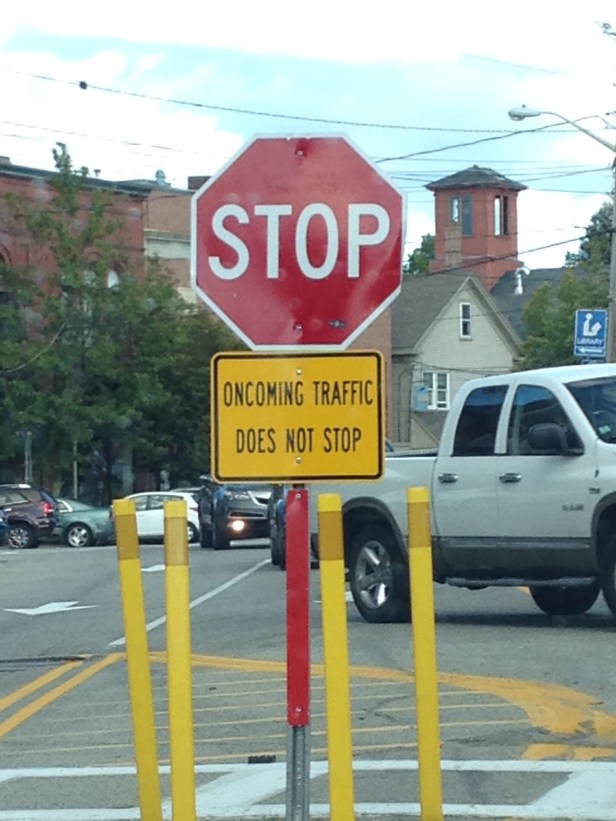 STOP
ONCOMING TRAFFIC
DOES NOT STOP
LIBRARY